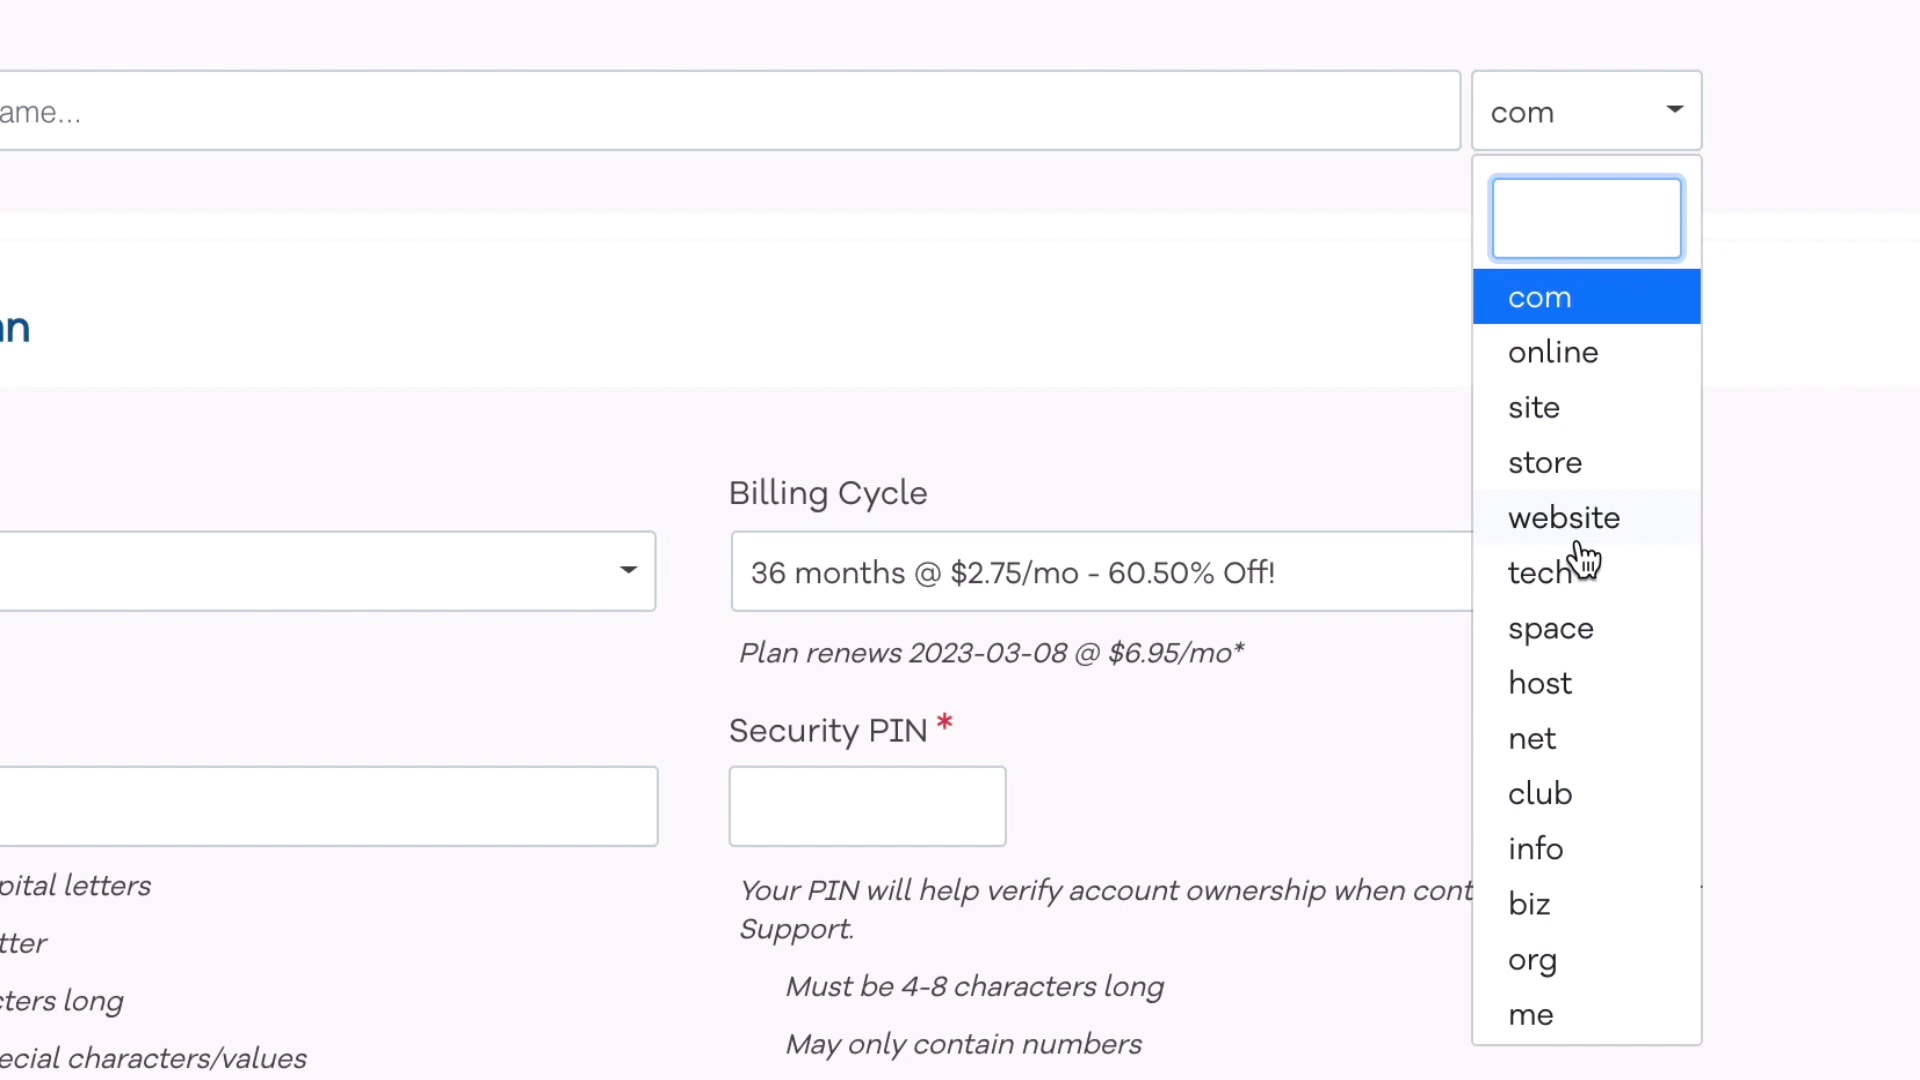 ame...
com
com
online
an
site
store
Billing Cycle
website
36 months @ $2.75/mo - 60.50% Off!
tech
Plan renews 2023-03-08 @ $6.95/mo*
space
host
Security PIN *
net
club
info
pital letters
Your PIN will help verify account ownership when cont
biz
Support.
tter
org
Must be 4-8 characters long
cters long
me
May only contain numbers
ecial characters/values